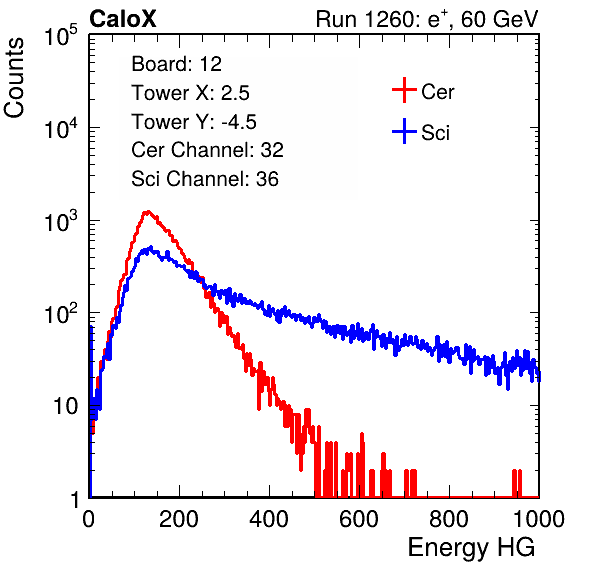 CaloX Run 1260: e⁺, 60 GeV
Counts
Board: 12
Tower X: 2.5
Tower Y: -4.5
Cer Channel: 32
Sci Channel: 36
Cer
Sci
10⁵
10⁴
10³
10²
10
1
0 200 400 600 800 1000
Energy HG